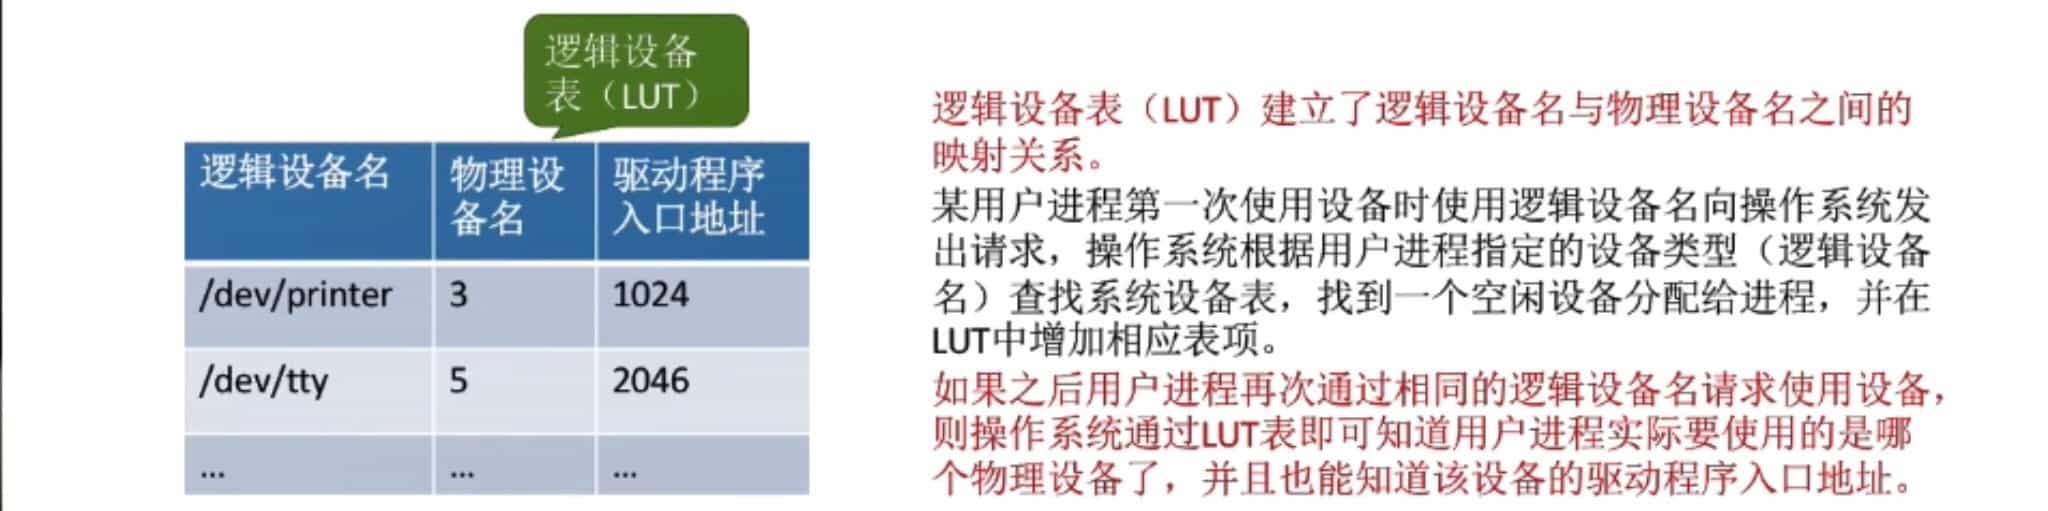 逻辑设备
表（LUT）
逻辑设备名
物理设
备名
驱动程序
入口地址
/dev/printer
3
1024
/dev/tty
5
2046
...
...
...
逻辑设备表（LUT）建立了逻辑设备名与物理设备名之间的
映射关系。
某用户进程第一次使用设备时使用逻辑设备名向操作系统发
出请求，操作系统根据用户进程指定的设备类型（逻辑设备
名）查找系统设备表，找到一个空闲设备分配给进程，并在
LUT中增加相应表项。
如果之后用户进程再次通过相同的逻辑设备名请求使用设备，
则操作系统通过LUT表即可知道用户进程实际要使用的是哪
个物理设备了，并且也能知道该设备的驱动程序入口地址。